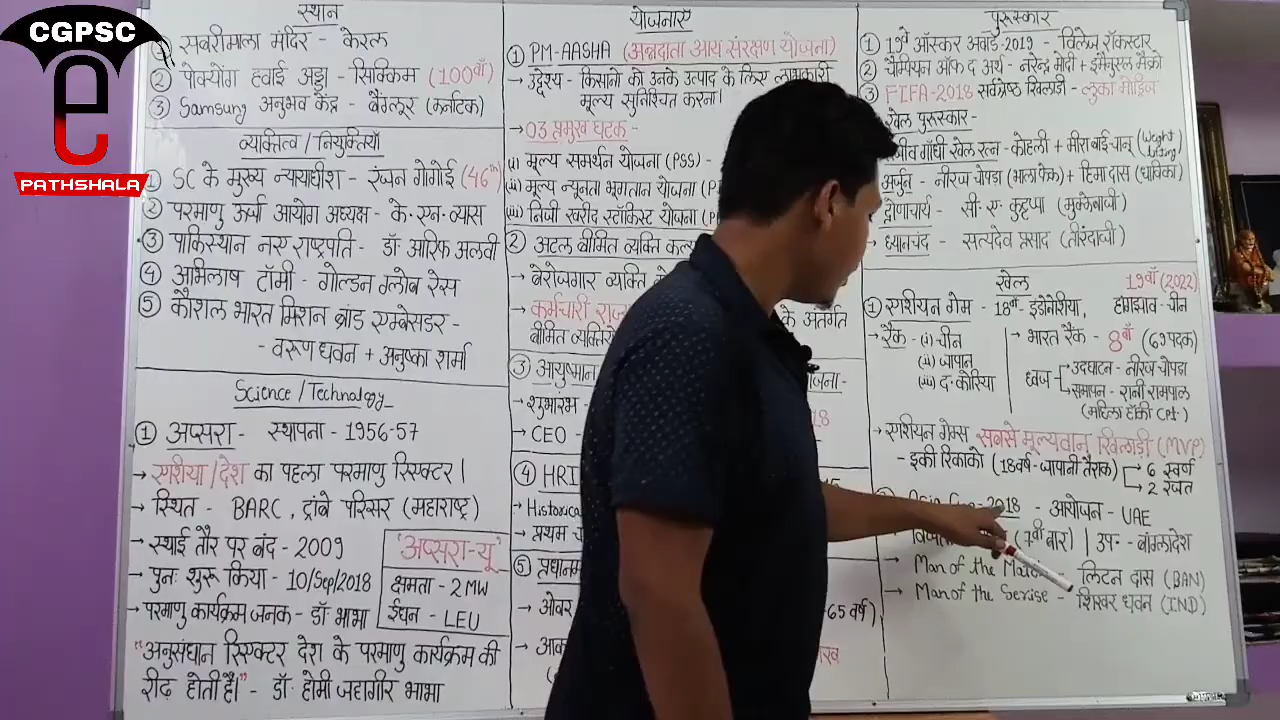 CGPSC
e
PATHSHALA
स्थान
① सबरीमाला मंदिर - केरल
② पोक्योंग हवाई अड्डा - सिक्किम (100वाँ)
③ Samsung अनुभव केंद्र - बैंग्लूर (कर्नाटक)
व्यक्तित्व / नियुक्तियाँ
① SC के मुख्य न्यायाधीश - रंजन गोगोई (46th)
② परमाणु ऊर्जा आयोग अध्यक्ष - के. एन. व्यास
③ पाकिस्यान नए राष्ट्रपति - डॉ आरिफ अलवी
④ अभिलाष टॉमी - गोल्डन ग्लोब रेस
⑤ कौशल भारत मिशन ब्रांड एम्बेसडर -
- वरूण धवन + अनुष्का शर्मा
Science / Technology
① अप्सरा - स्थापना - 1956-57
→ एशिया / देश का पहला परमाणु रिएक्टर।
→ स्थित - BARC, ट्रांबे परिसर (महाराष्ट्र)
→ स्थाई तौर पर बंद - 2009
→ पुनः शुरू किया - 10/Sep/2018
→ परमाणु कार्यक्रम जनक - डॉ भाभा
'अप्सरा-यू'
क्षमता - 2 MW
ईंधन - LEU
"अनुसंधान रिएक्टर देश के परमाणु कार्यक्रम की
रीढ़ होती है।" - डॉ. होमी जहांगीर भाभा
योजनाएँ
① PM-AASHA (अन्नदाता आय संरक्षण योजना)
→ उद्देश्य - किसानों को उनके उत्पाद के लिए लाभकारी
मूल्य सुनिश्चित करना।
→ 03 प्रमुख घटक -
(i) मूल्य समर्थन योजना (PSS) -
(ii) मूल्य न्यूनता भुगतान योजना (P
(iii) निजी खरीद स्टॉकिस्ट योजना (P
② अटल बीमित व्यक्ति
→ बेरोजगार व्यक्ति
कर्मचारी राज्य के अंतर्गत
बीमित व्यक्तियों
③ आयुष्मान योजना -
→ शुभारंभ - 18
→ CEO -
④ HRI
→ Historica
→ प्रथम
⑤ प्रधानम
→ ओवर -65 वर्ष)
→
पुरूस्कार
① 19वें ऑस्कर अवॉर्ड-2019 - विलेज रॉकस्टार
② चैम्पियन ऑफ द अर्थ - नरेन्द्र मोदी + इमैनुएल मैक्रो
③ FIFA-2018 सर्वश्रेष्ठ खिलाड़ी - लुका मोड्रिज
खेल पुरूस्कार -
गाँधी खेल रत्न - कोहली + मीराबाई चानू (Weight lifting)
अर्जुन - नीरज चोपड़ा (भाला फेंक) + हिमा दास (धाविका)
द्रोणाचार्य - सी. ए. कुट्टप्पा (मुक्केबाजी)
→ ध्यानचंद - सत्यदेव प्रसाद (तीरंदाजी)
खेल 19वाँ (2022)
① एशियन गेम - 18वां - इंडोनेशिया, हांगझाव - चीन
→ रैंक - (i) चीन
(ii) जापान
(iii) द. कोरिया
→ भारत रैंक - 8वाँ (69 पदक)
ध्वज
उदघाटन - नीरज चोपड़ा
समापन - रानी रामपाल
(महिला हॉकी Cpt.)
→ एशियन गेम्स सबसे मूल्यवान खिलाड़ी (MVP)
- इकी रिकाको (18 वर्ष - जापानी तैराक)
6 स्वर्ण
2 रजत
2018 - आयोजन - UAE
(7वीं बार) | उप. - बांग्लादेश
→ Man of the Matc - लिटन दास (BAN)
→ Man of the Serise - शिखर धवन (IND)